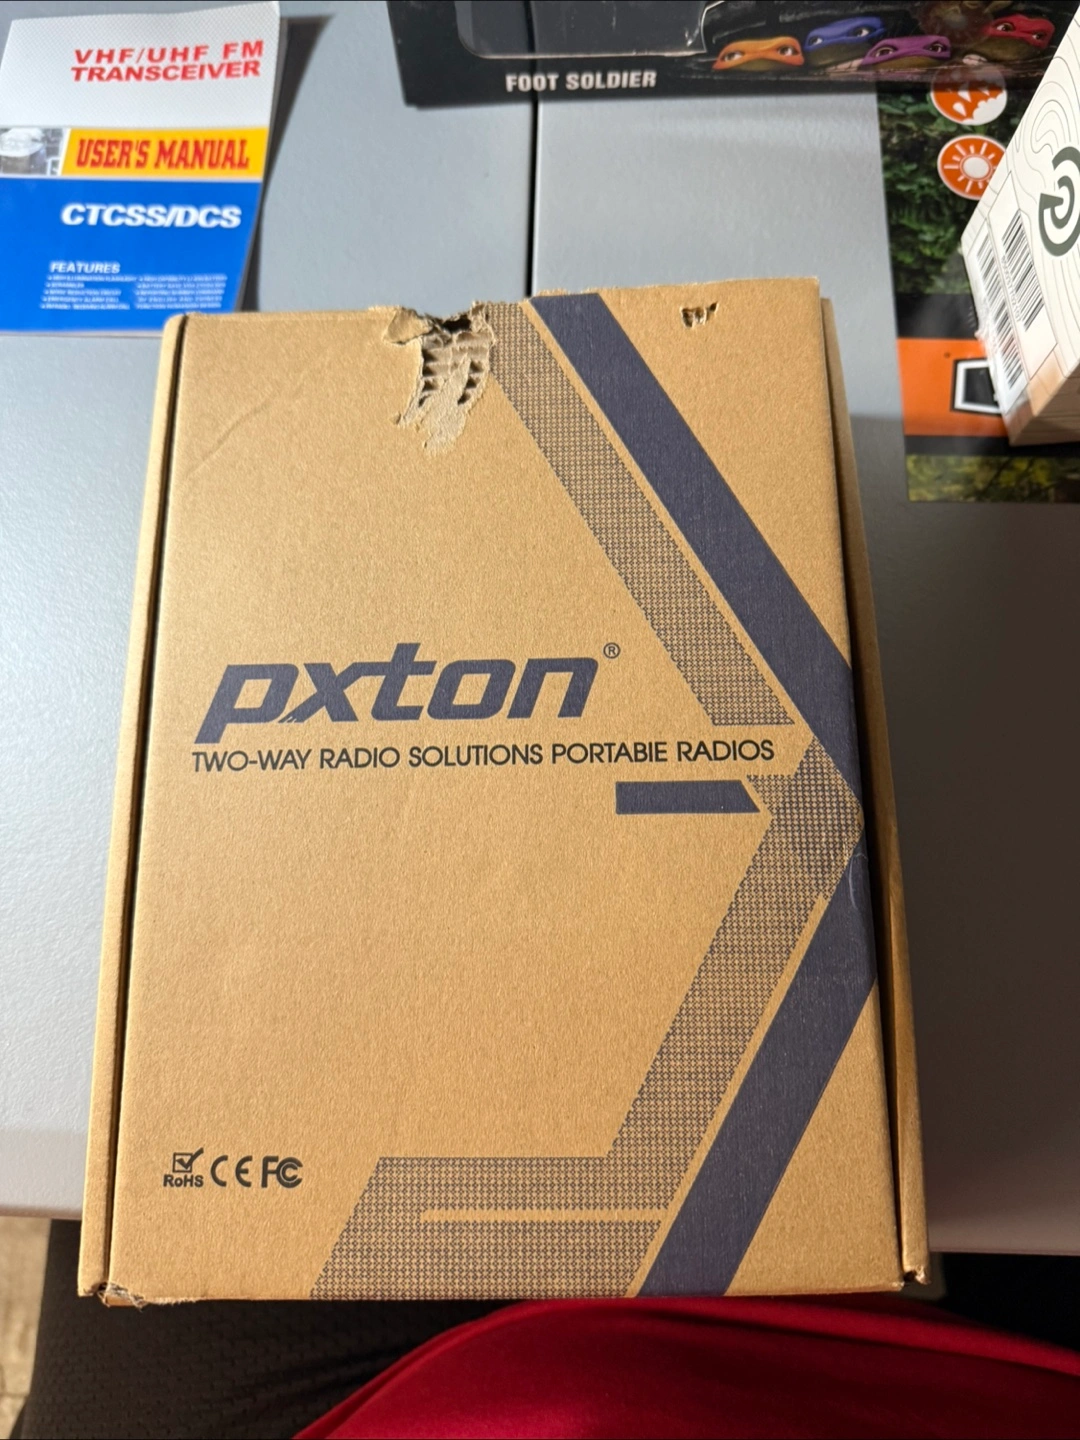 VHF/UHF FM
TRANSCEIVER
USER'S MANUAL
CTCSS/DCS
FEATURES
FOOT SOLDIER
pxton®
TWO-WAY RADIO SOLUTIONS PORTABIE RADIOS
RoHS CE FC